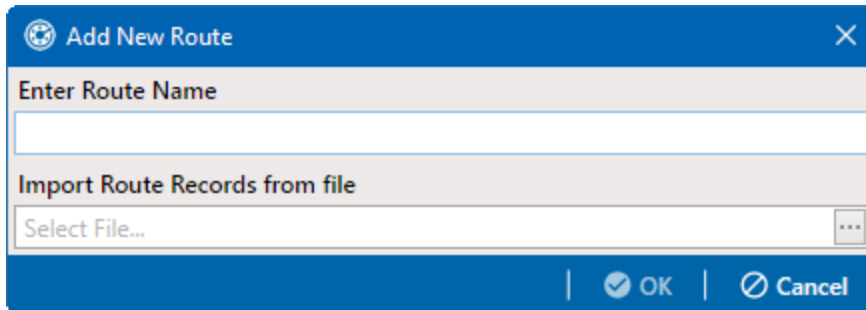 Add New Route
Enter Route Name
Import Route Records from file
Select File...
OK Cancel